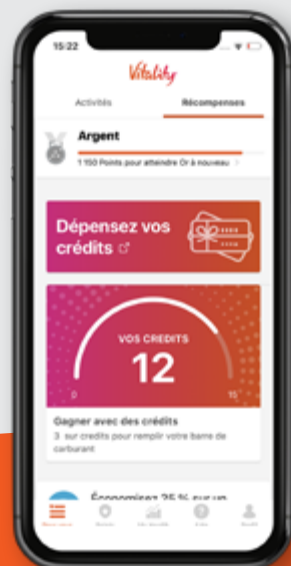 15:22
Vitality
Activités Récompenses
Argent
1 150 Points pour atteindre Or à nouveau >
Dépensez vos
crédits
VOS CREDITS
12
0 15
Gagner avec des crédits
3 sur credits pour remplir votre barre de
carburant
Économisez 25 % sur un